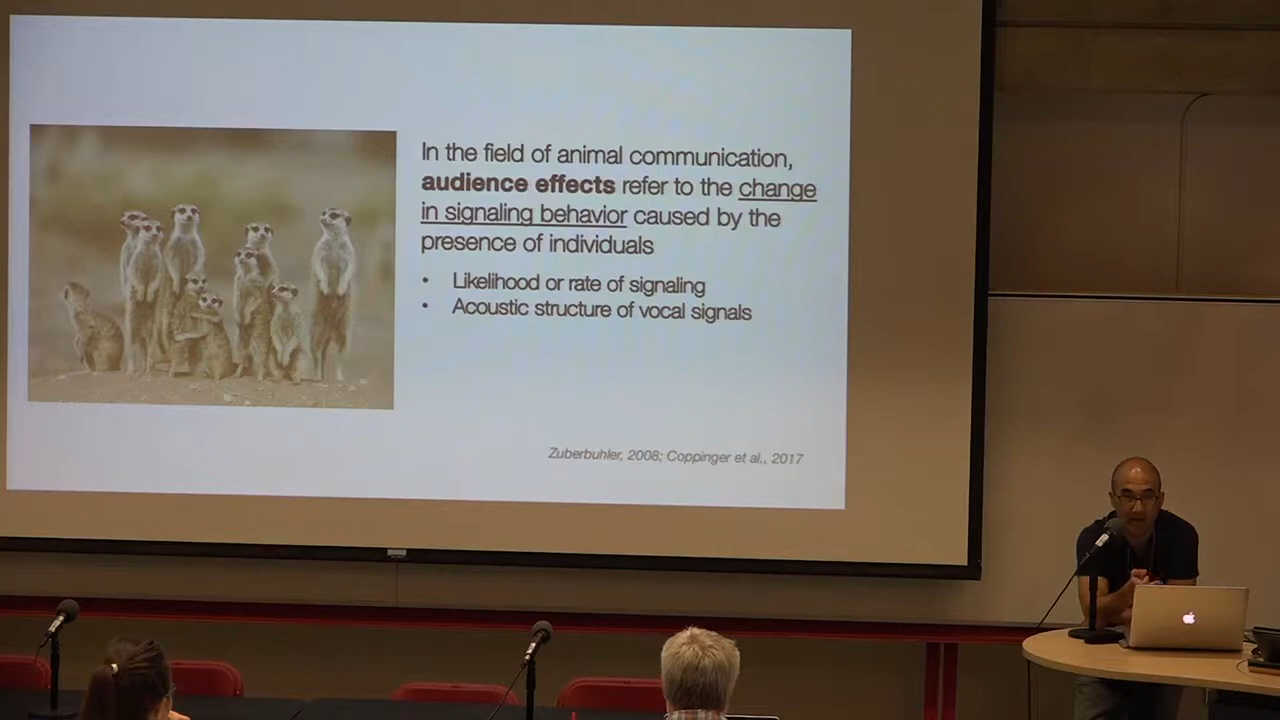 In the field of animal communication,
audience effects refer to the change
in signaling behavior caused by the
presence of individuals
• Likelihood or rate of signaling
• Acoustic structure of vocal signals
Zuberbuhler, 2008; Coppinger et al., 2017